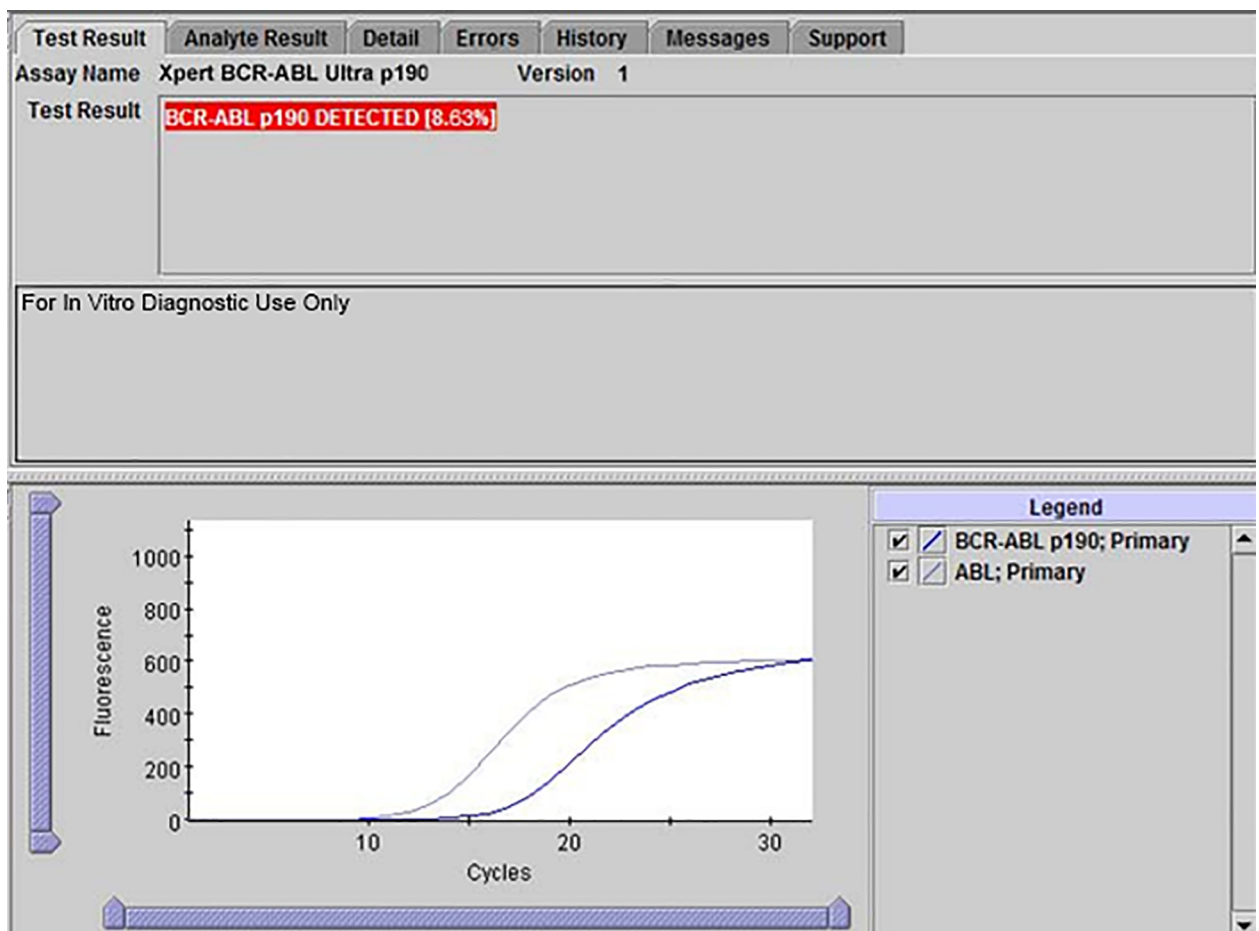 Test Result Analyte Result Detail Errors History Messages Support
Assay Name Xpert BCR-ABL Ultra p190 Version 1
Test Result BCR-ABL p190 DETECTED [8.63%]
For In Vitro Diagnostic Use Only
Legend
BCR-ABL p190; Primary
ABL; Primary
1000
800
600
400
200
0
Fluorescence
10 20 30
Cycles